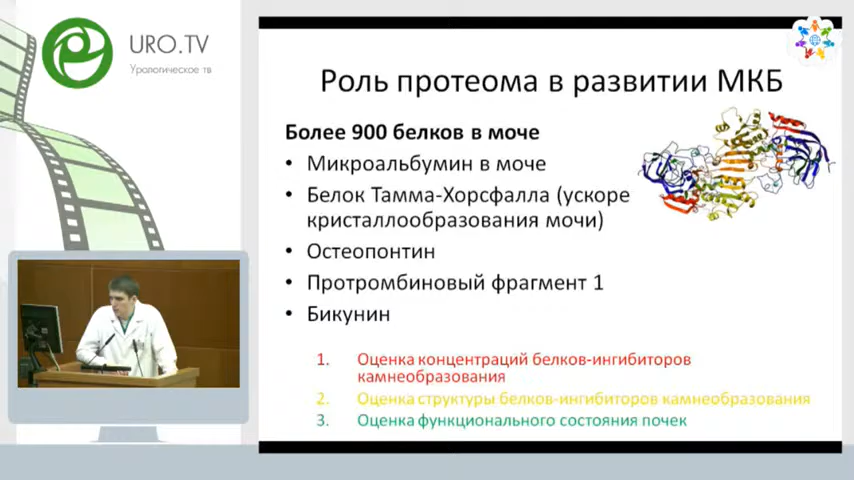 URO.TV
Урологическое тв
Роль протеома в развитии МКБ
Более 900 белков в моче
• Микроальбумин в моче
• Белок Тамма-Хорсфалла (ускоре
кристаллообразования мочи)
• Остеопонтин
• Протромбиновый фрагмент 1
• Бикунин
1. Оценка концентраций белков-ингибиторов
камнеобразования
2. Оценка структуры белков-ингибиторов камнеобразования
3. Оценка функционального состояния почек